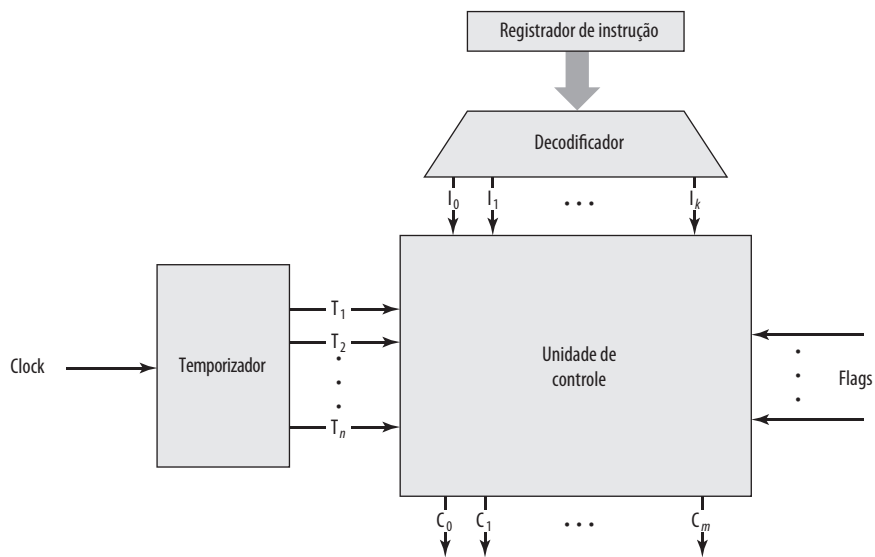 Registrador de instrução
Decodificador
I0 I1 ... Ik
Clock
Temporizador
T1
T2
Tn
Unidade de
controle
Flags
C0 C1 ... Cm